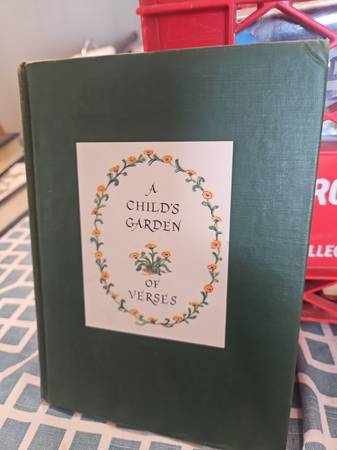 A
CHILD'S
GARDEN
OF
VERSES